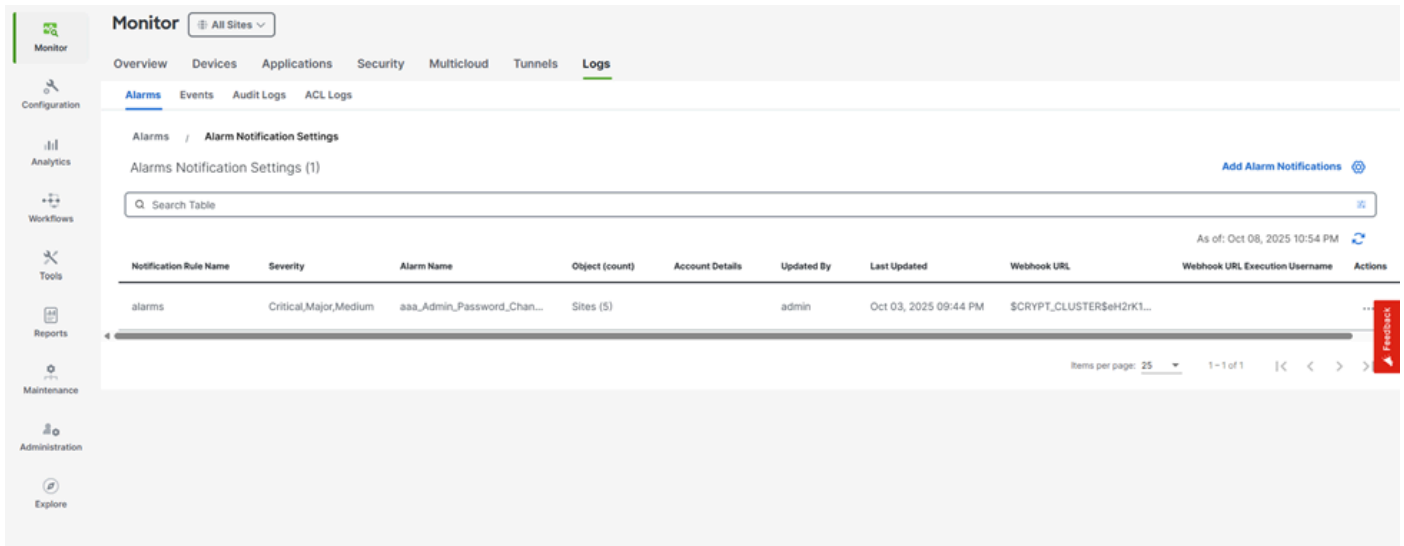 Monitor
All Sites
Monitor
Overview Devices Applications Security Multicloud Tunnels Logs
Alarms Events Audit Logs ACL Logs
Configuration
Alarms / Alarm Notification Settings
Analytics
Alarms Notification Settings (1)
Add Alarm Notifications
Workflows
Search Table
As of: Oct 08, 2025 10:54 PM
Tools
Notification Rule Name Severity Alarm Name Object (count) Account Details Updated By Last Updated Webhook URL Webhook URL Execution Username Actions
alarms Critical,Major,Medium aaa_Admin_Password_Chan... Sites (5) admin Oct 03, 2025 09:44 PM $CRYPT_CLUSTER$eH2rK1... ...
Feedback
Reports
Items per page: 25 1–1 of 1
Maintenance
Administration
Explore